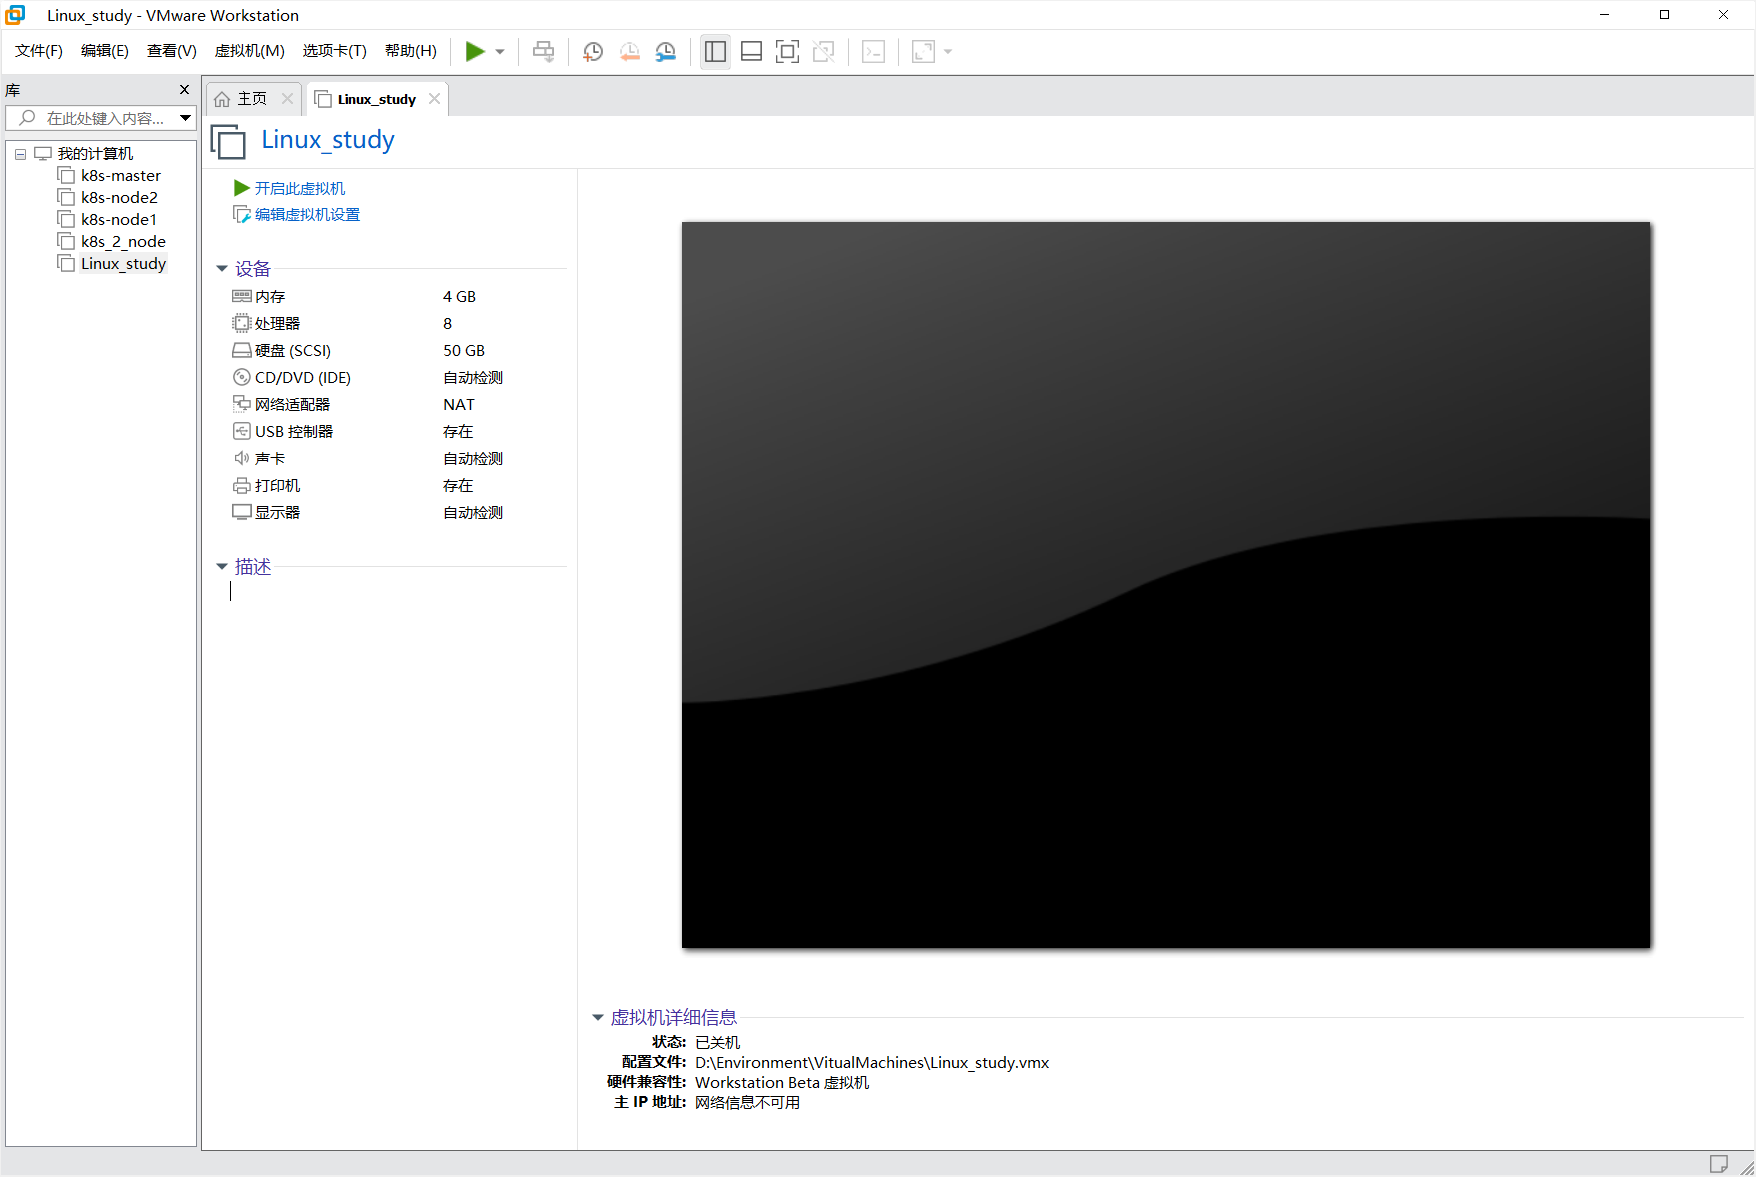 Linux_study - VMware Workstation
文件(F) 编辑(E) 查看(V) 虚拟机(M) 选项卡(T) 帮助(H)
库
在此处键入内容...
我的计算机
k8s-master
k8s-node2
k8s-node1
k8s_2_node
Linux_study
主页 Linux_study
Linux_study
开启此虚拟机
编辑虚拟机设置
设备
内存 4 GB
处理器 8
硬盘 (SCSI) 50 GB
CD/DVD (IDE) 自动检测
网络适配器 NAT
USB 控制器 存在
声卡 自动检测
打印机 存在
显示器 自动检测
描述
虚拟机详细信息
状态: 已关机
配置文件: D:\Environment\VitualMachines\Linux_study.vmx
硬件兼容性: Workstation Beta 虚拟机
主 IP 地址: 网络信息不可用